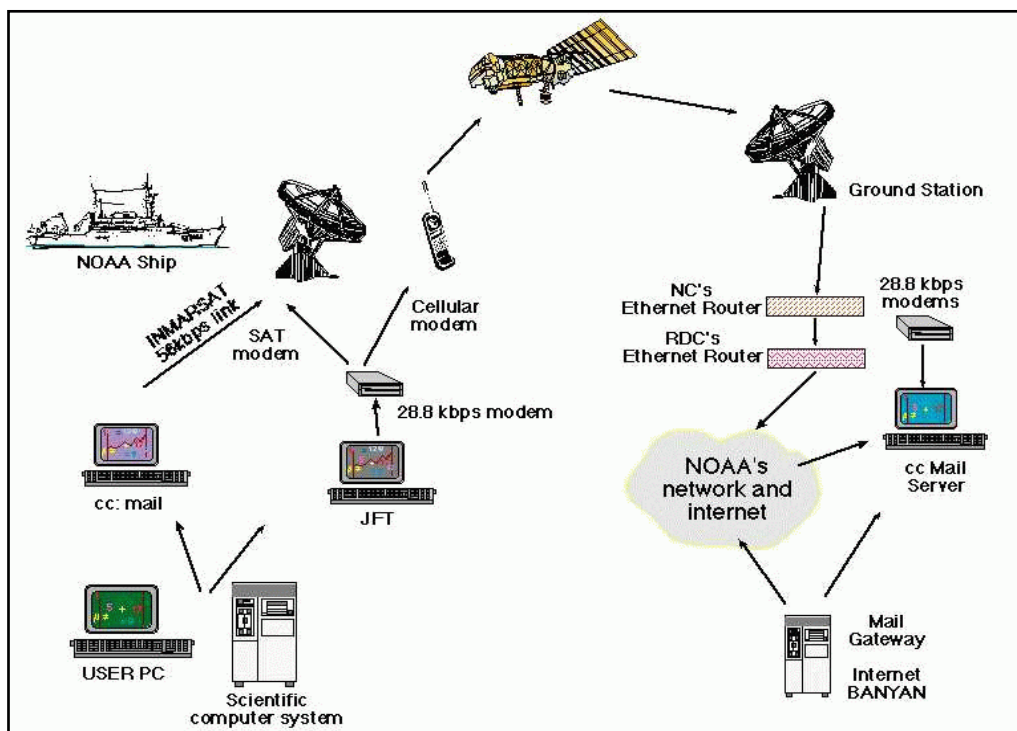 Ground Station
NOAA Ship
INMARSAT
56kbps link
SAT
modem
Cellular
modem
NC's
Ethernet Router
28.8 kbps
modems
RDC's
Ethernet Router
28.8 kbps modem
cc: mail
JFT
NOAA's
network and
internet
cc Mail
Server
USER PC
Scientific
computer system
Mail
Gateway
Internet
BANYAN